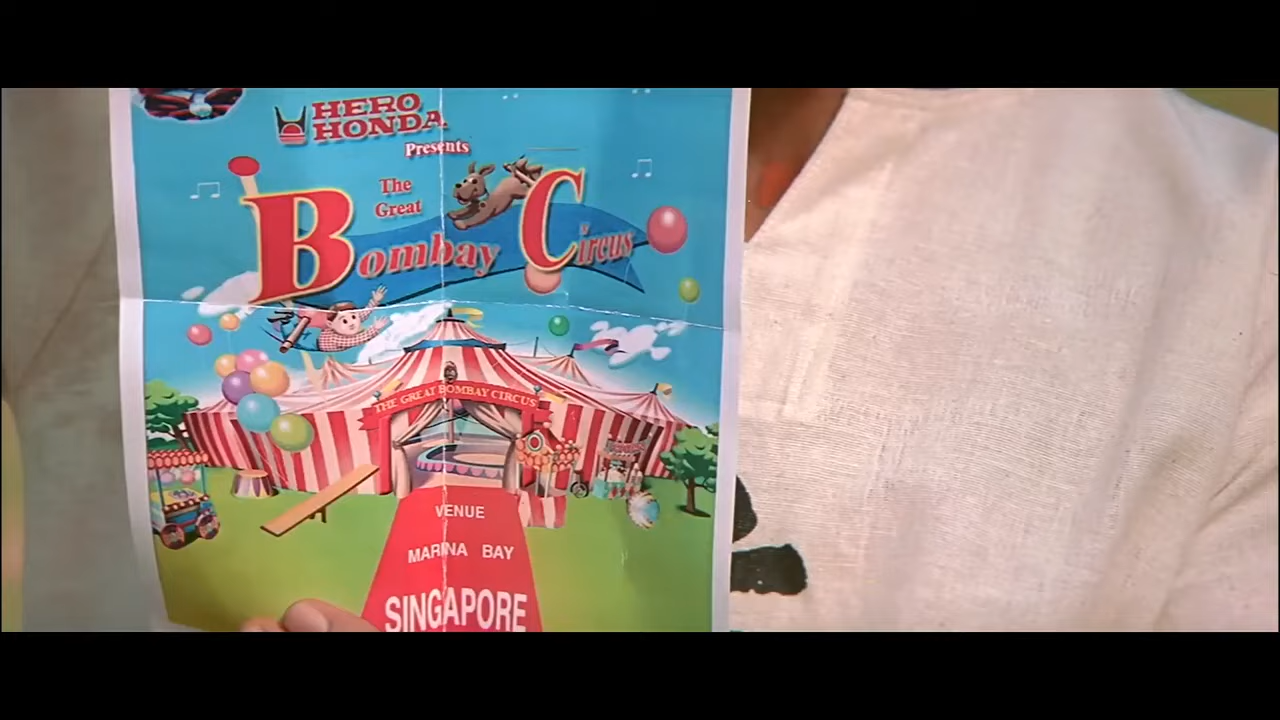 HERO
HONDA
Presents
The
Great
Bombay Circus
THE GREAT BOMBAY CIRCUS
VENUE
MARINA BAY
SINGAPORE